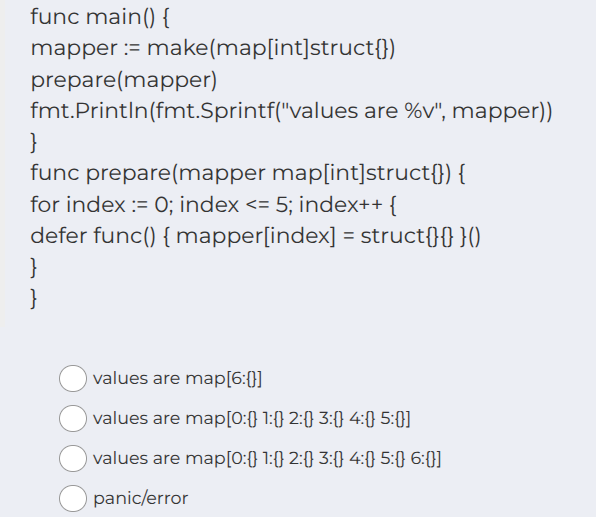 func main() {
mapper := make(map[int]struct{})
prepare(mapper)
fmt.Println(fmt.Sprintf("values are %v", mapper))
}
func prepare(mapper map[int]struct{}) {
for index := 0; index <= 5; index++ {
defer func() { mapper[index] = struct{}{} }()
}
}
values are map[6:{}]
values are map[0:{} 1:{} 2:{} 3:{} 4:{} 5:{}]
values are map[0:{} 1:{} 2:{} 3:{} 4:{} 5:{} 6:{}]
panic/error